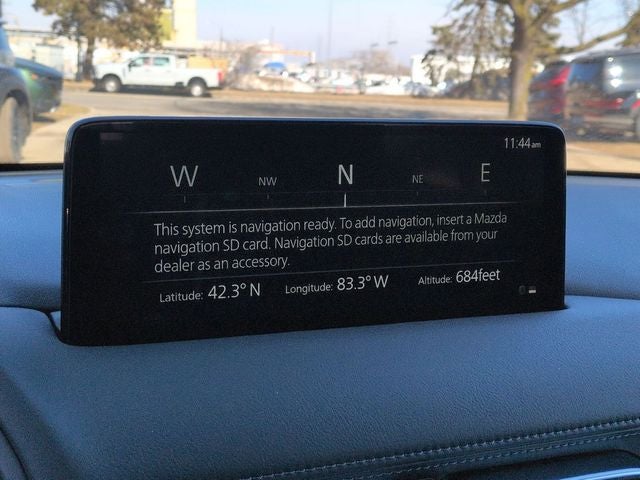 11:44am
W NW N NE E
This system is navigation ready. To add navigation, insert a Mazda
navigation SD card. Navigation SD cards are available from your
dealer as an accessory.
Latitude: 42.3° N Longitude: 83.3° W Altitude: 684feet